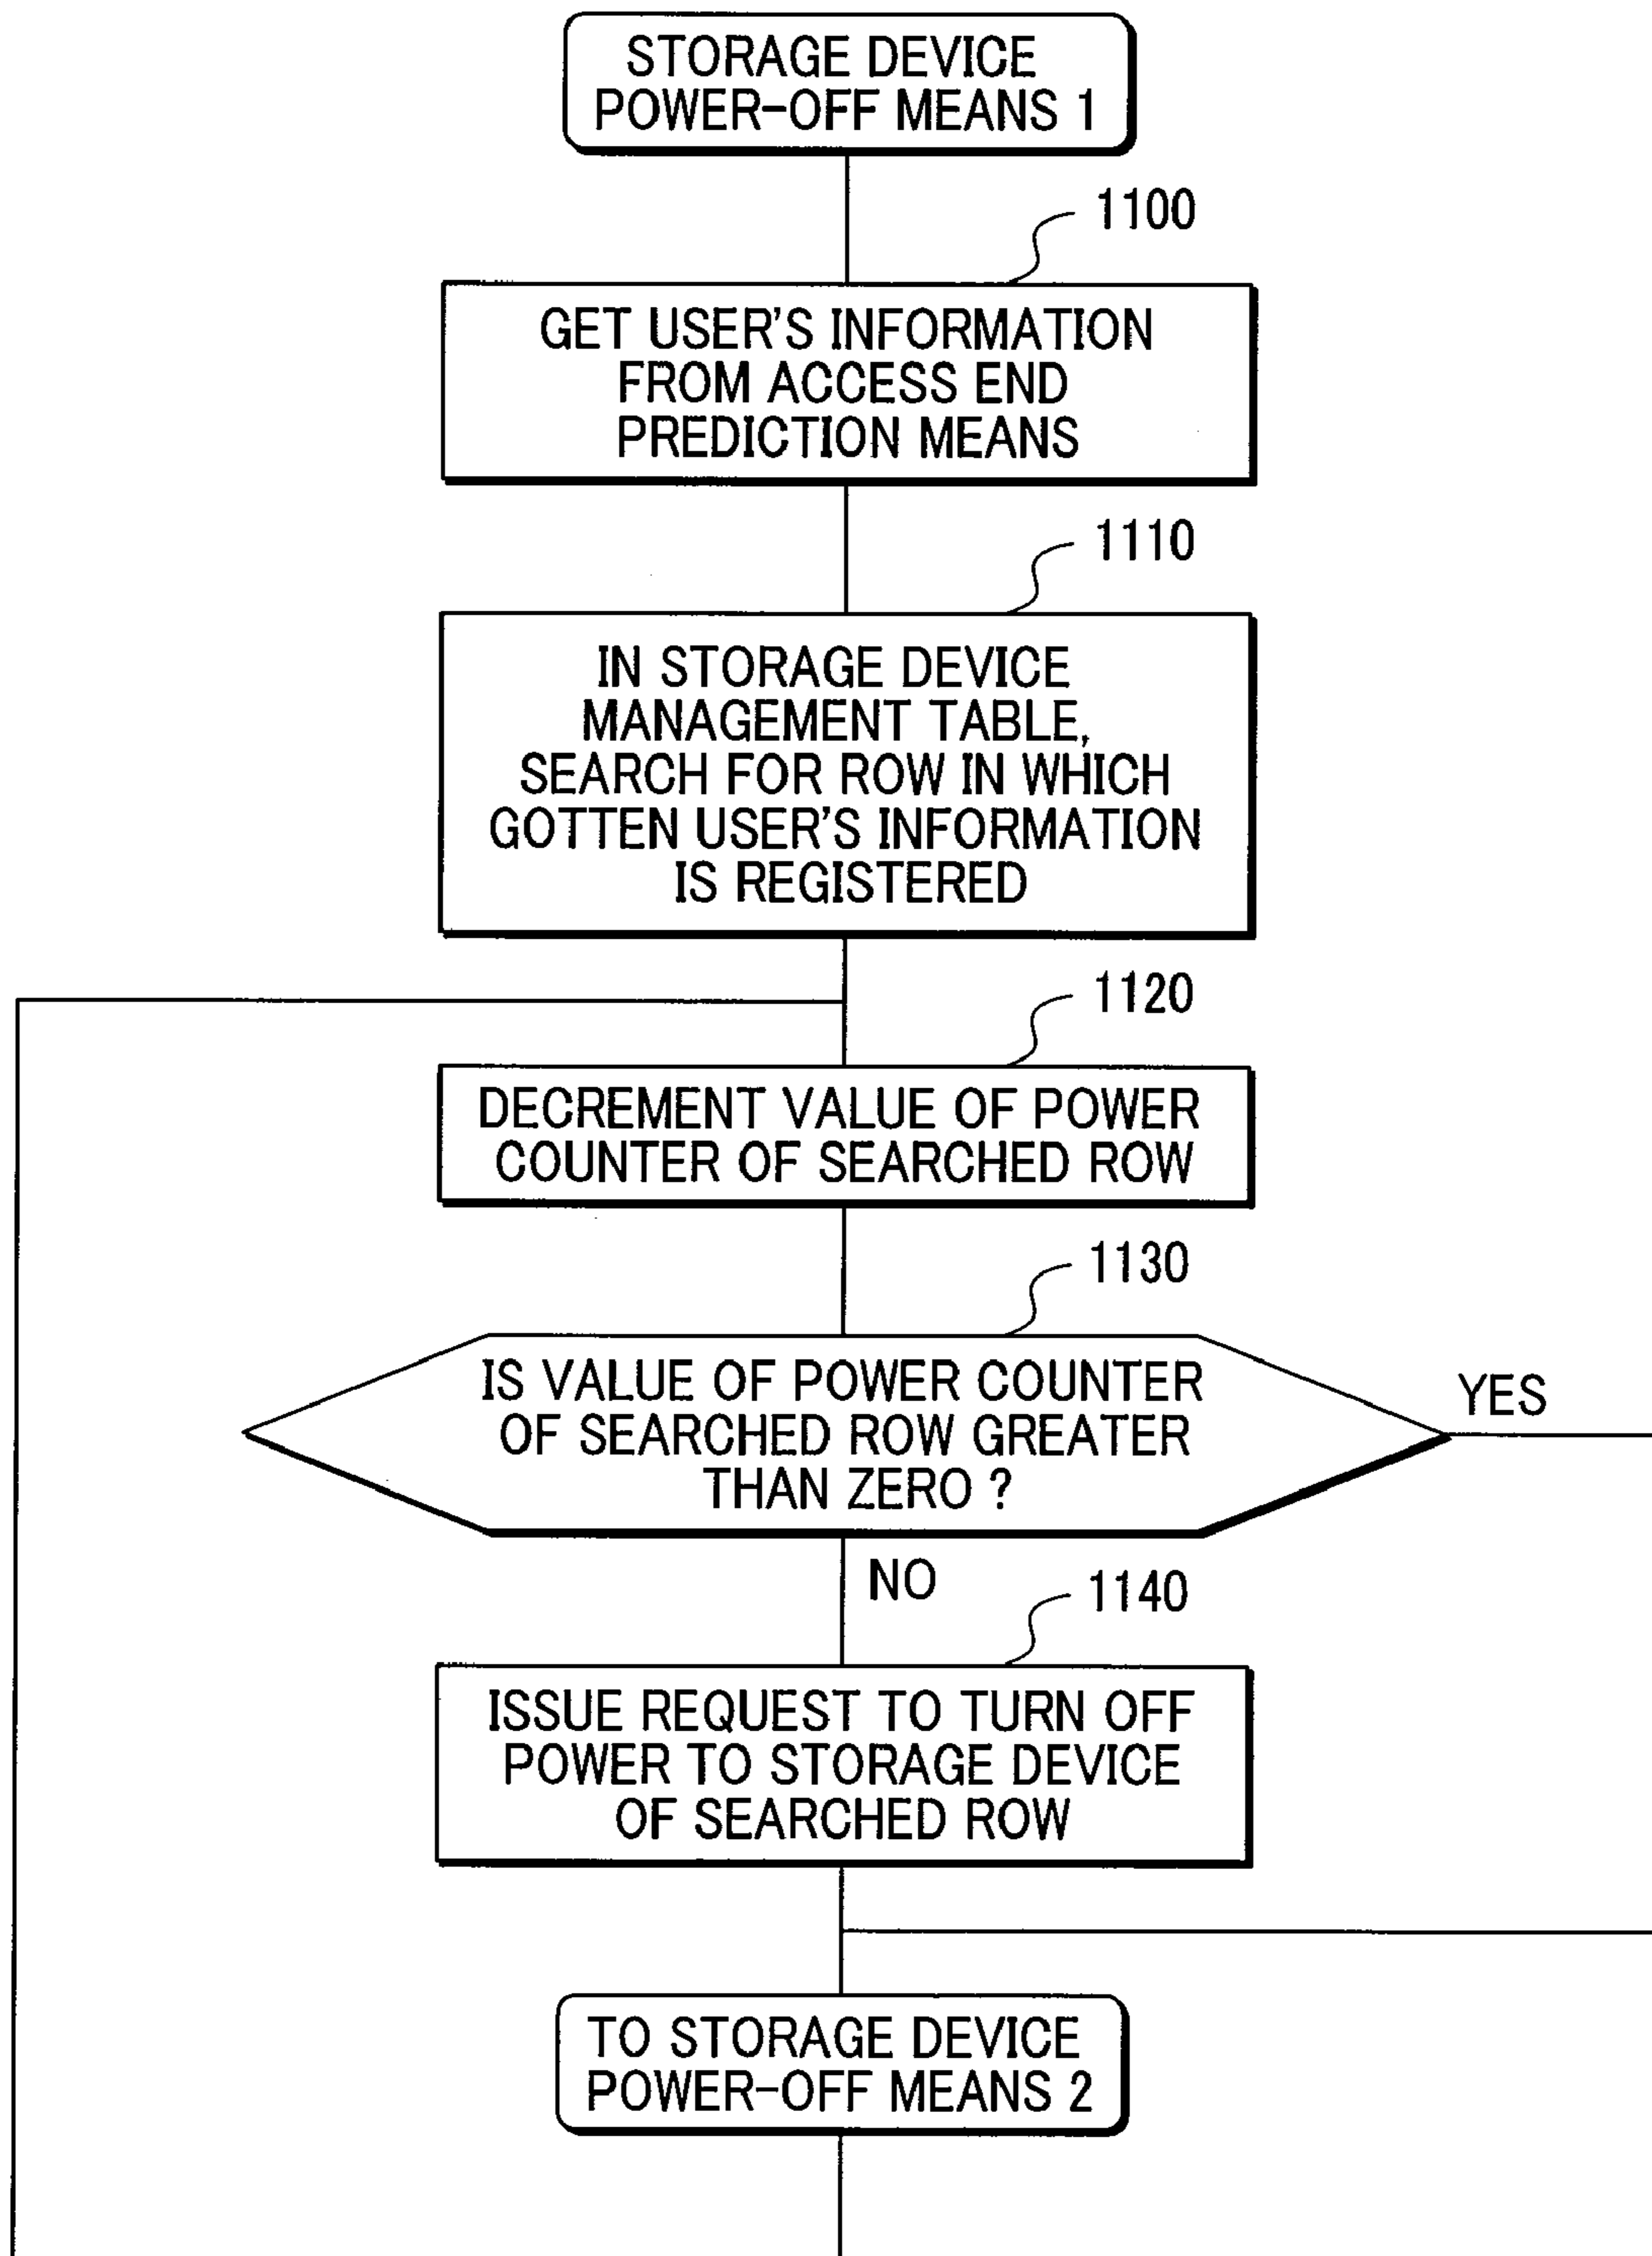 STORAGE DEVICE
POWER-OFF MEANS 1
1100
GET USER'S INFORMATION
FROM ACCESS END
PREDICTION MEANS
1110
IN STORAGE DEVICE
MANAGEMENT TABLE,
SEARCH FOR ROW IN WHICH
GOTTEN USER'S INFORMATION
IS REGISTERED
1120
DECREMENT VALUE OF POWER
COUNTER OF SEARCHED ROW
1130
IS VALUE OF POWER COUNTER
OF SEARCHED ROW GREATER
THAN ZERO ?
YES
NO
1140
ISSUE REQUEST TO TURN OFF
POWER TO STORAGE DEVICE
OF SEARCHED ROW
TO STORAGE DEVICE
POWER-OFF MEANS 2